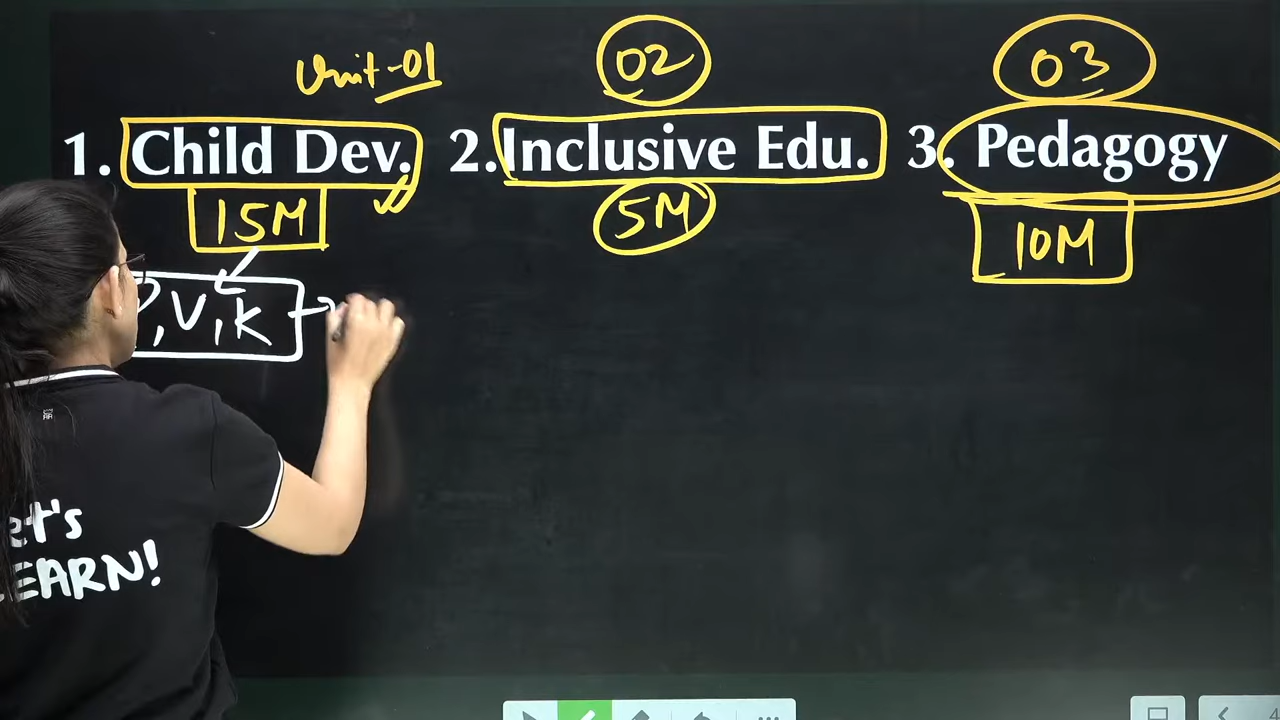 Unit-01
02
03
1. Child Dev. 2. Inclusive Edu. 3. Pedagogy
15M
5M
10M
P, V, K
et's
EARN!